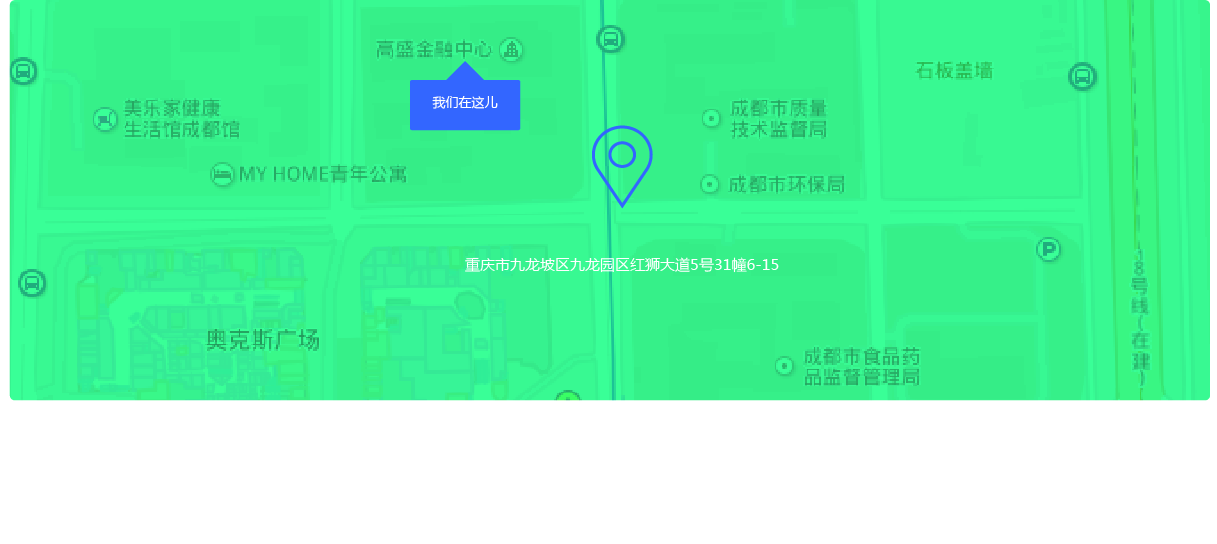 高盛金融中心
石板盖墙
我们在这儿
美乐家健康
生活馆成都馆
成都市质量
技术监督局
MY HOME青年公寓
成都市环保局
P
重庆市九龙坡区九龙园区红狮大道5号31幢6-15
18号线(在建)
奥克斯广场
成都市食品药
品监督管理局